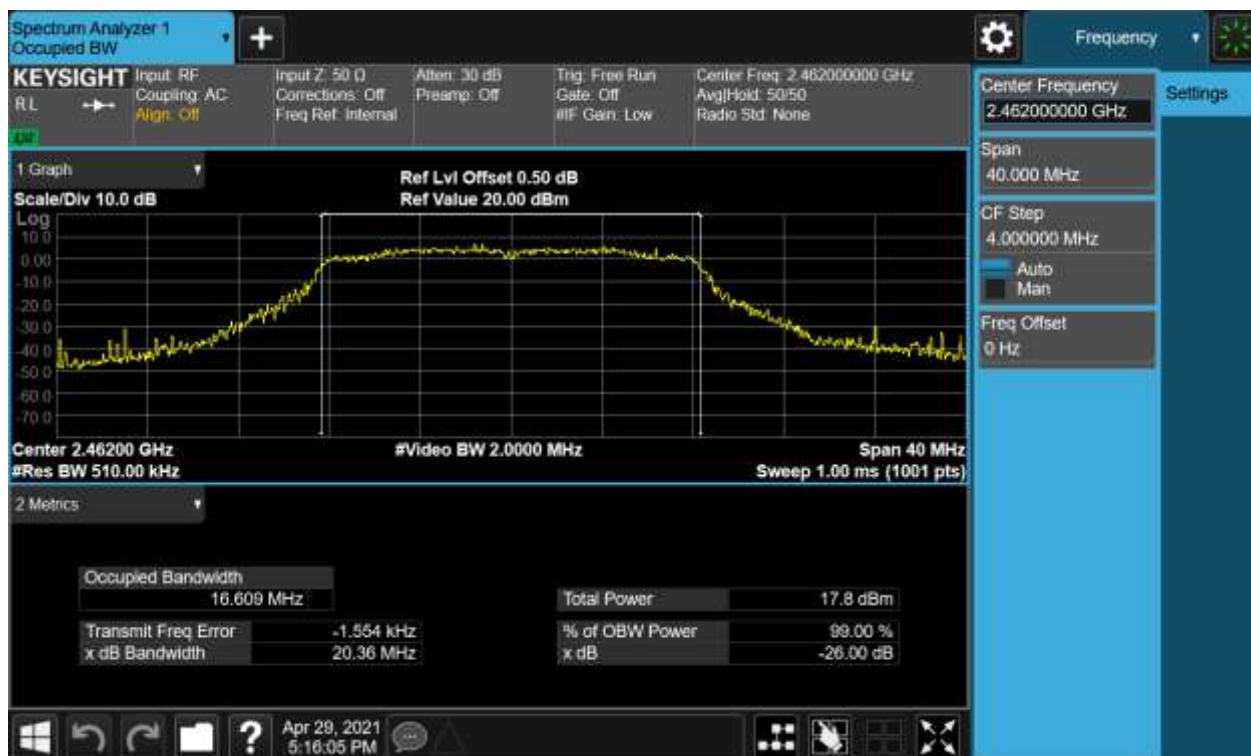 Spectrum Analyzer 1
Occupied BW
+
Frequency
KEYSIGHT
RL
Input: RF
Coupling: AC
Align: Off
Input Z: 50 Ω
Corrections: Off
Freq Ref: Internal
Atten: 30 dB
Preamp: Off
Trig: Free Run
Gate: Off
#IF Gain: Low
Center Freq: 2.462000000 GHz
Avg|Hold: 50/50
Radio Std: None
Center Frequency
2.462000000 GHz
Settings
Span
40.000 MHz
CF Step
4.000000 MHz
Auto
Man
Freq Offset
0 Hz
1 Graph
Scale/Div 10.0 dB
Ref Lvl Offset 0.50 dB
Ref Value 20.00 dBm
Log
10.0
0.00
-10.0
-20.0
-30.0
-40.0
-50.0
-60.0
-70.0
Center 2.46200 GHz
#Res BW 510.00 kHz
#Video BW 2.0000 MHz
Span 40 MHz
Sweep 1.00 ms (1001 pts)
2 Metrics
Occupied Bandwidth
16.609 MHz
Total Power 17.8 dBm
Transmit Freq Error -1.554 kHz
% of OBW Power 99.00 %
x dB Bandwidth 20.36 MHz
x dB -26.00 dB
?
Apr 29, 2021
5:16:05 PM